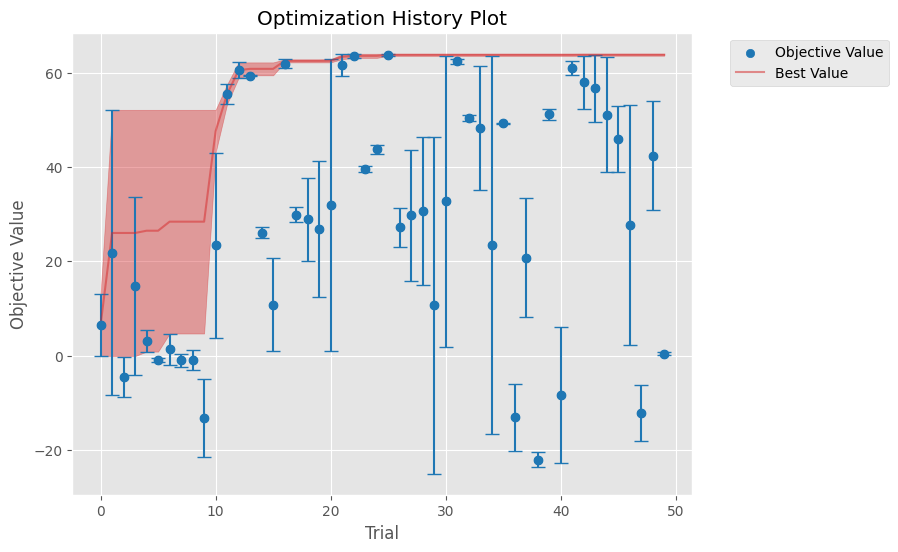 Optimization History Plot
Objective Value
Best Value
Objective Value
60
40
20
0
−20
0 10 20 30 40 50
Trial